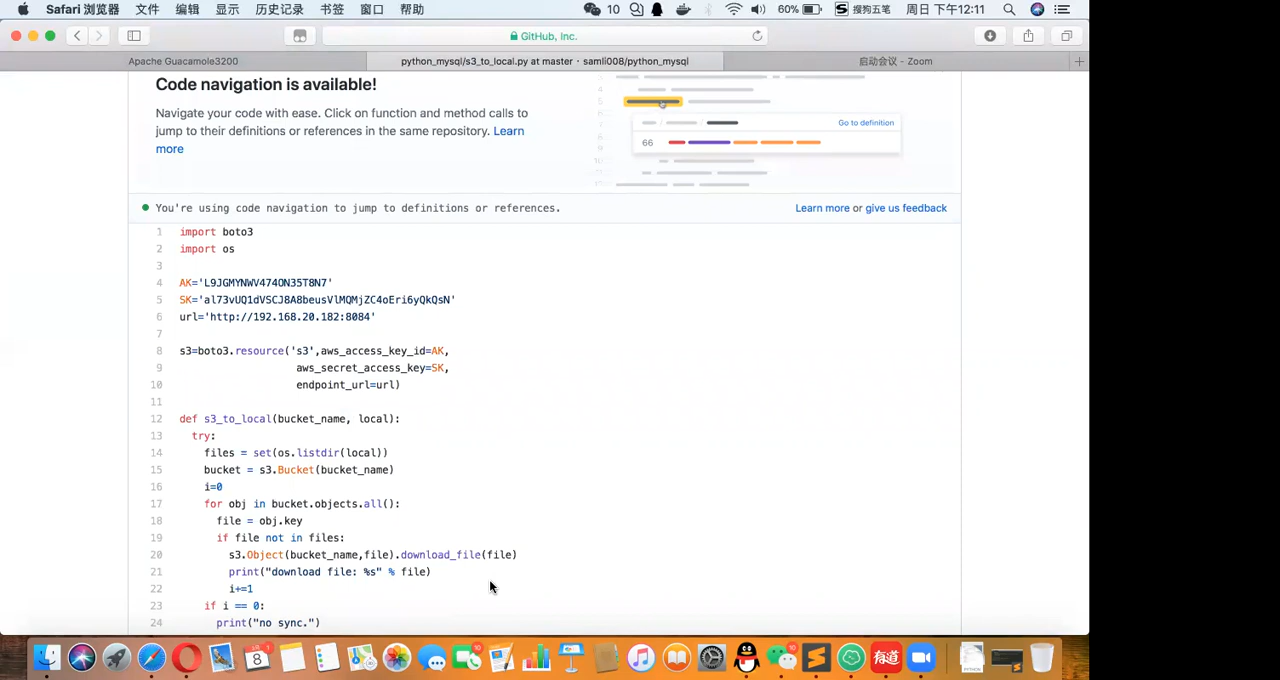 Safari 浏览器 文件 编辑 显示 历史记录 书签 窗口 帮助 10 60% S 搜狗五笔 周日 下午12:11
GitHub, Inc.
Apache Guacamole3200 python_mysql/s3_to_local.py at master · samli008/python_mysql 启动会议 - Zoom
Code navigation is available!
Navigate your code with ease. Click on function and method calls to
jump to their definitions or references in the same repository. Learn
more
Go to definition
66
You're using code navigation to jump to definitions or references. Learn more or give us feedback
1 import boto3
2 import os
3
4 AK='L9JGMYNWV474ON35T8N7'
5 SK='al73vUQ1dVSCJ8A8beusVlMQMjZC4oEri6yQkQsN'
6 url='http://192.168.20.182:8084'
7
8 s3=boto3.resource('s3',aws_access_key_id=AK,
9 aws_secret_access_key=SK,
10 endpoint_url=url)
11
12 def s3_to_local(bucket_name, local):
13 try:
14 files = set(os.listdir(local))
15 bucket = s3.Bucket(bucket_name)
16 i=0
17 for obj in bucket.objects.all():
18 file = obj.key
19 if file not in files:
20 s3.Object(bucket_name,file).download_file(file)
21 print("download file: %s" % file)
22 i+=1
23 if i == 0:
24 print("no sync.")
8
有道